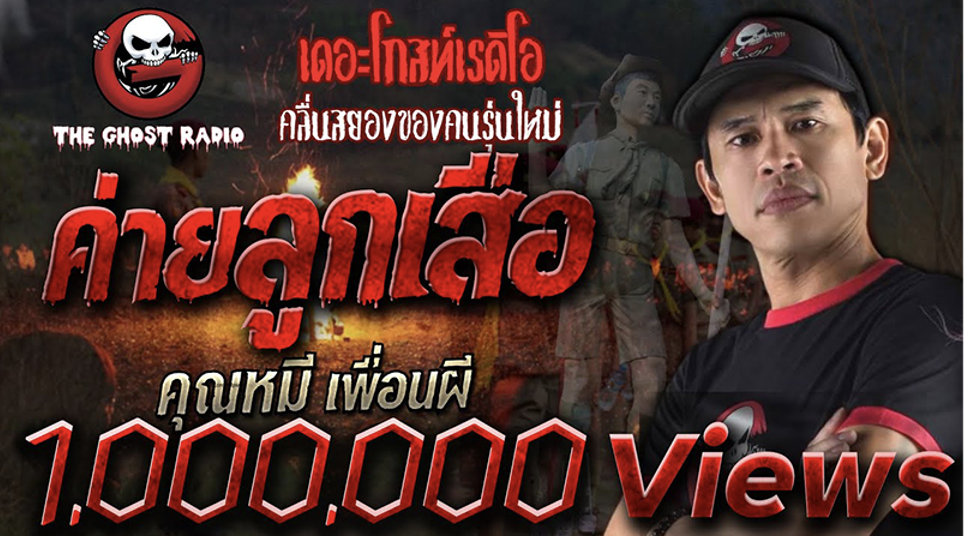 THE GHOST RADIO
เดอะโกสท์เรดิโอ
คลื่นสยองของคนรุ่นใหม่
ค่ายลูกเสือ
คุณหมี เพื่อนผี
1,000,000 Views